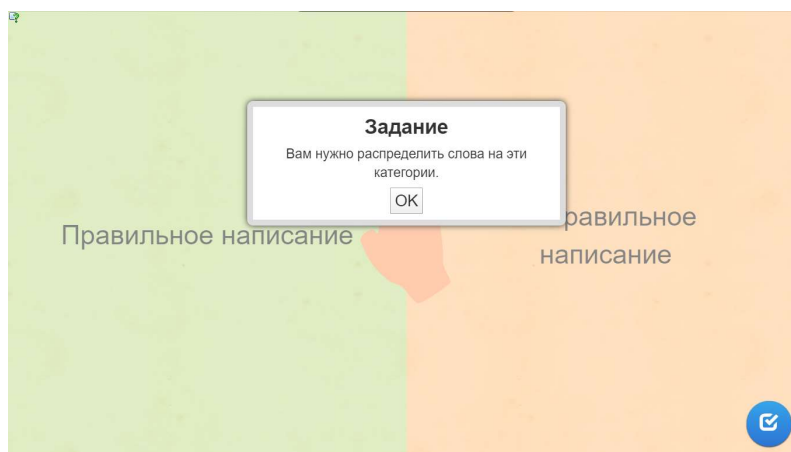 Задание
Вам нужно распределить слова на эти
категории.
OK
Правильное написание
равильное
написание